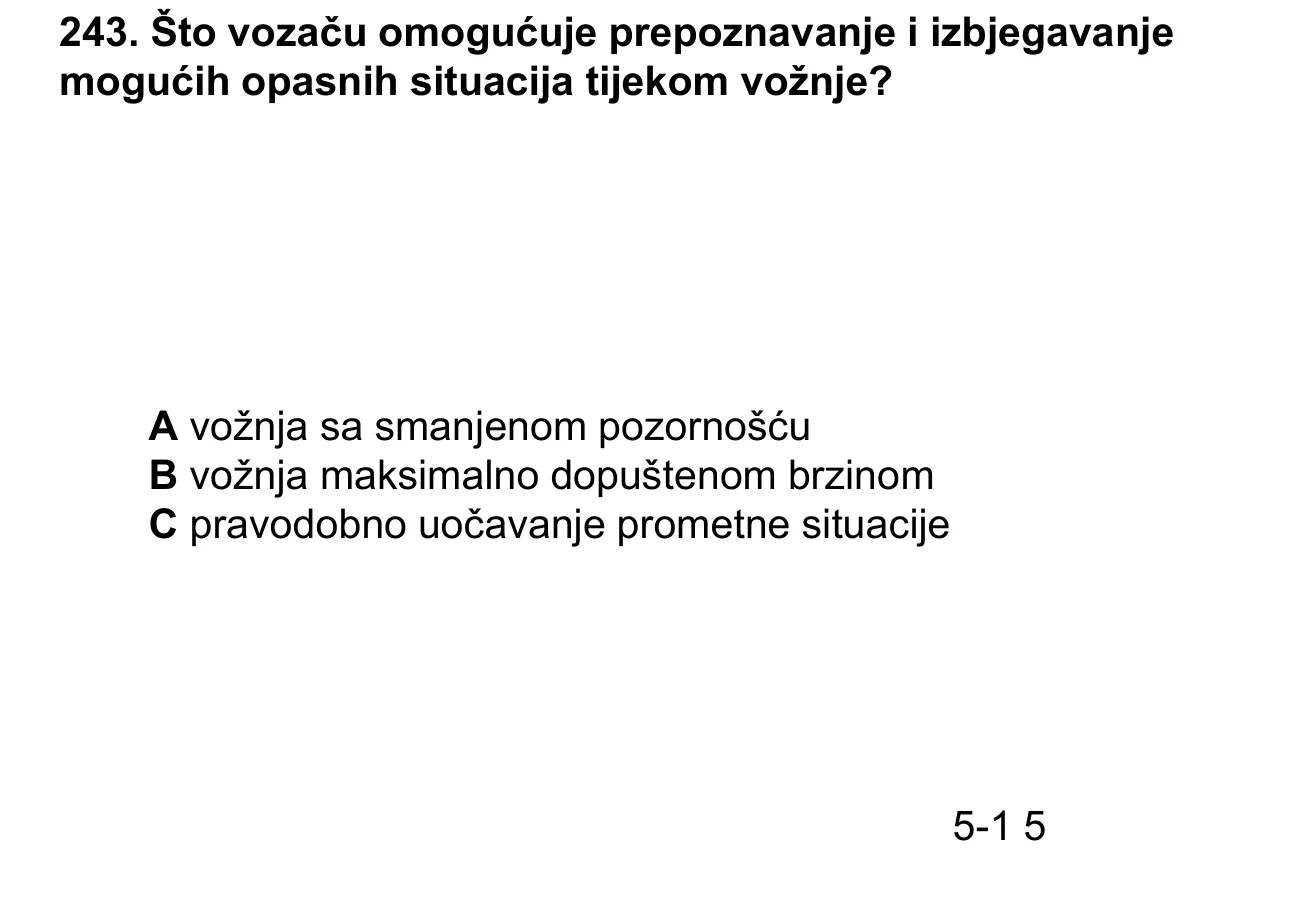 243. Što vozaču omogućuje prepoznavanje i izbjegavanje
mogućih opasnih situacija tijekom vožnje?
A vožnja sa smanjenom pozornošću
B vožnja maksimalno dopuštenom brzinom
C pravodobno uočavanje prometne situacije
5-1 5